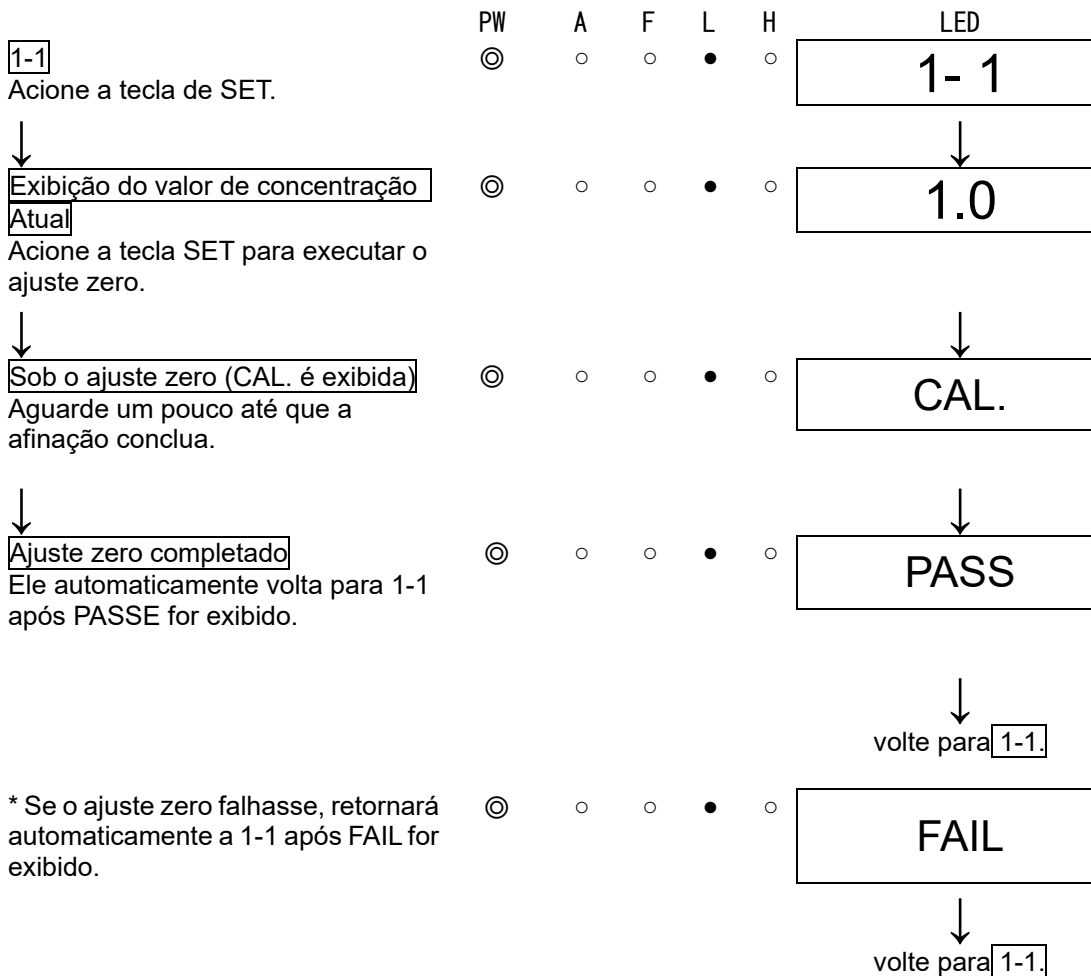 PW A F L H LED
1-1 ◎ ○ ○ ● ○ 1- 1
Acione a tecla de SET.
↓ ↓
Exibição do valor de concentração ◎ ○ ○ ● ○ 1.0
Atual
Acione a tecla SET para executar o
ajuste zero.
↓ ↓
Sob o ajuste zero (CAL. é exibida) ◎ ○ ○ ● ○ CAL.
Aguarde um pouco até que a
afinação conclua.
↓ ↓
Ajuste zero completado ◎ ○ ○ ● ○ PASS
Ele automaticamente volta para 1-1
após PASSE for exibido.
↓
volte para 1-1.
* Se o ajuste zero falhasse, retornará ◎ ○ ○ ● ○ FAIL
automaticamente a 1-1 após FAIL for
exibido.
↓
volte para 1-1.